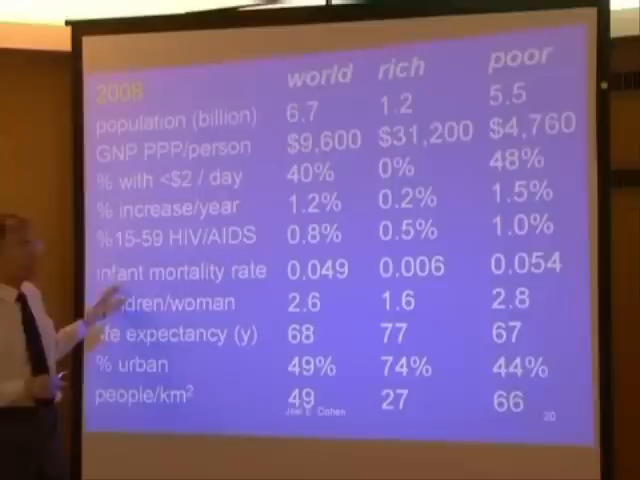 2008 world rich poor
population (billion) 6.7 1.2 5.5
GNP PPP/person $9,600 $31,200 $4,760
% with <$2 / day 40% 0% 48%
% increase/year 1.2% 0.2% 1.5%
%15-59 HIV/AIDS 0.8% 0.5% 1.0%
infant mortality rate 0.049 0.006 0.054
dren/woman 2.6 1.6 2.8
fe expectancy (y) 68 77 67
% urban 49% 74% 44%
people/km² 49 27 66
Joel E. Cohen 20